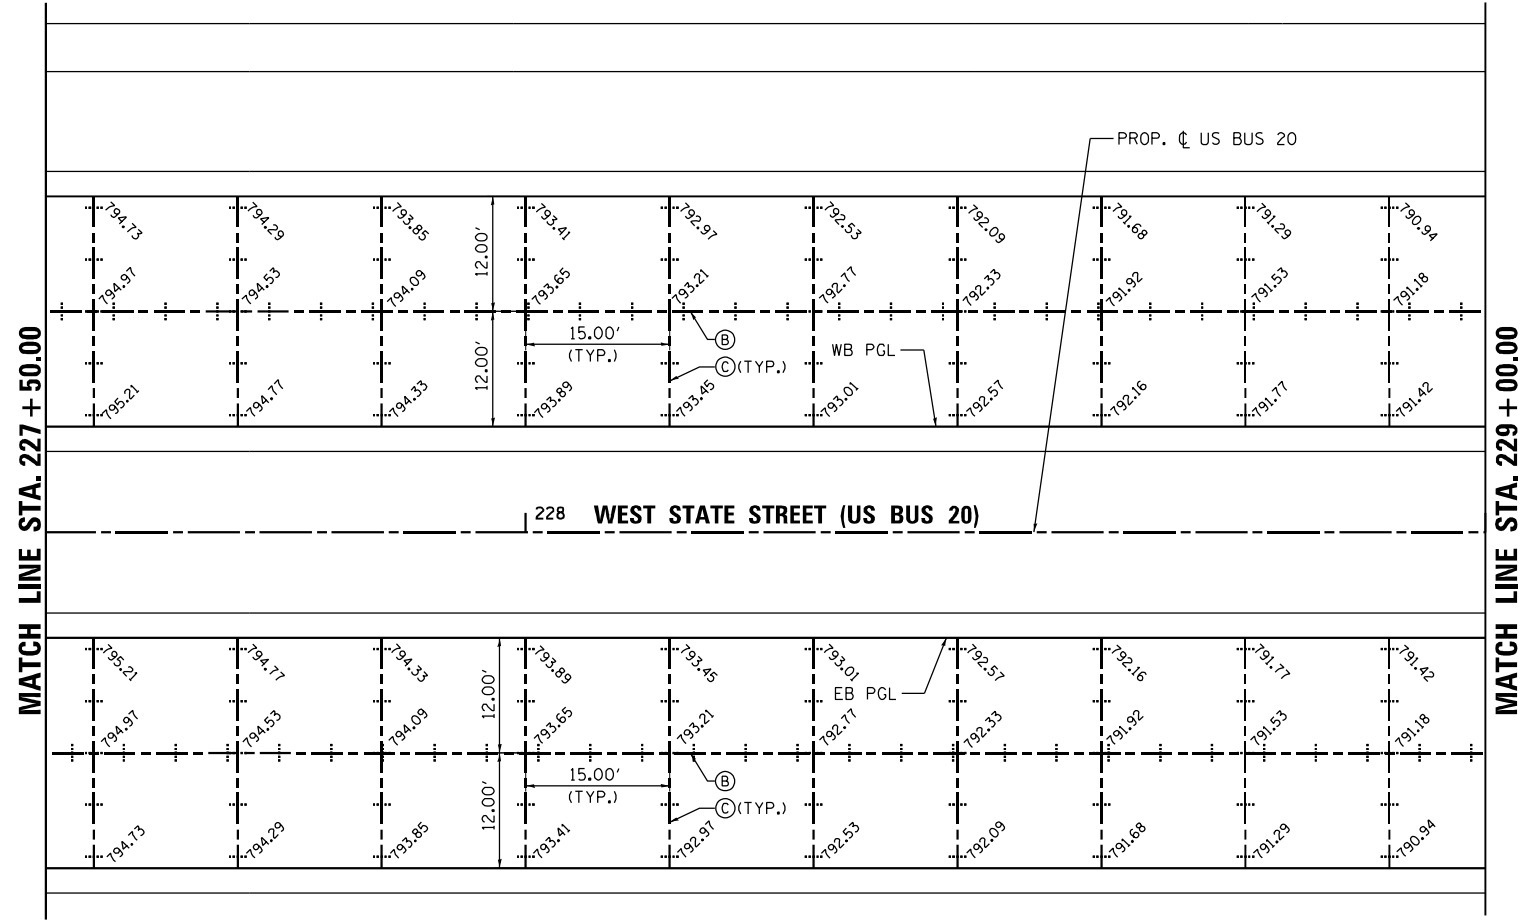 PROP. ℄ US BUS 20
794.73 794.29 793.85 793.41 792.97 792.53 792.09 791.68 791.29 790.94
12.00'
794.97 794.53 794.09 793.65 793.21 792.77 792.33 791.92 791.53 791.18
15.00'
(TYP.)
B
WB PGL
12.00'
C (TYP.)
795.21 794.77 794.33 793.89 793.45 793.01 792.57 792.16 791.77 791.42
MATCH LINE STA. 227 + 50.00
MATCH LINE STA. 229 + 00.00
228 WEST STATE STREET (US BUS 20)
795.21 794.77 794.33 793.89 793.45 793.01 792.57 792.16 791.77 791.42
12.00'
EB PGL
794.97 794.53 794.09 793.65 793.21 792.77 792.33 791.92 791.53 791.18
15.00'
(TYP.)
B
12.00'
C (TYP.)
794.73 794.29 793.85 793.41 792.97 792.53 792.09 791.68 791.29 790.94